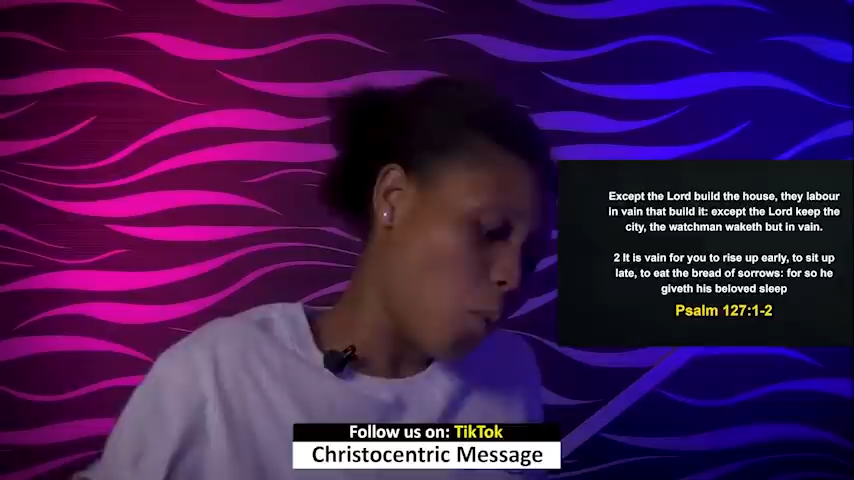 Except the Lord build the house, they labour
in vain that build it: except the Lord keep the
city, the watchman waketh but in vain.
2 It is vain for you to rise up early, to sit up
late, to eat the bread of sorrows: for so he
giveth his beloved sleep
Psalm 127:1-2
Follow us on: TikTok
Christocentric Message